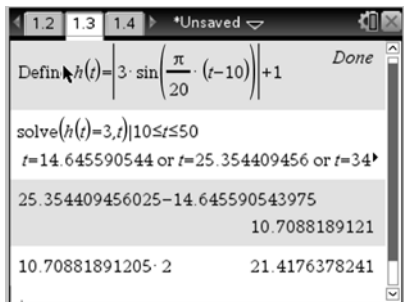 1.2 1.3 1.4 *Unsaved
Define h(t)=|3·sin(π/20·(t−10))|+1 Done
solve(h(t)=3,t)|10≤t≤50
t=14.645590544 or t=25.354409456 or t=34
25.354409456025−14.645590543975
10.7088189121
10.70881891205·2 21.4176378241